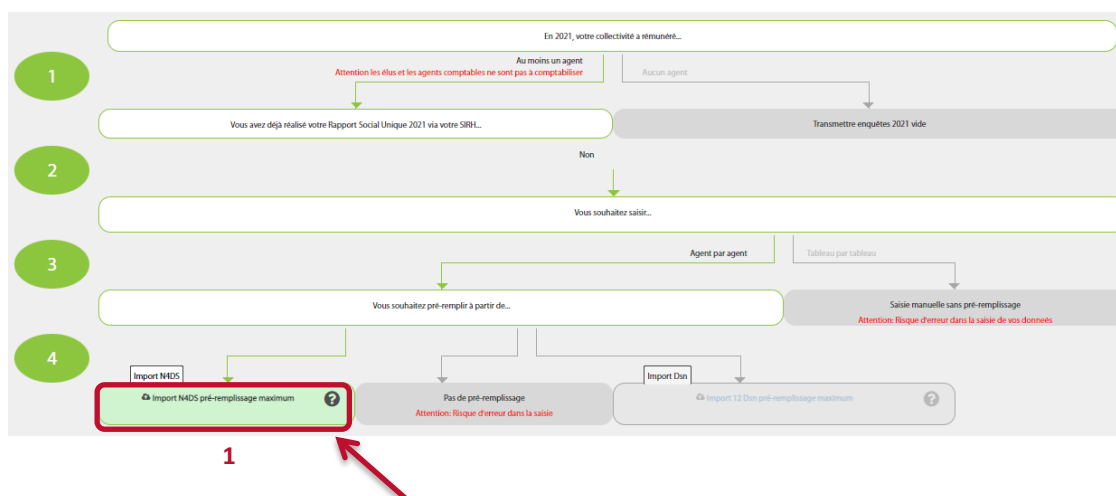 En 2021, votre collectivité a rémunéré...
1
Au moins un agent
Attention les élus et les agents comptables ne sont pas à comptabiliser
Aucun agent
Vous avez déjà réalisé votre Rapport Social Unique 2021 via votre SIRH...
Transmettre enquêtes 2021 vide
2
Non
Vous souhaitez saisir...
3
Agent par agent
Tableau par tableau
Vous souhaitez pré-remplir à partir de...
Saisie manuelle sans pré-remplissage
Attention: Risque d'erreur dans la saisie de vos donneés
4
Import N4DS
Import Dsn
Import N4DS pré-remplissage maximum ?
Pas de pré-remplissage
Attention: Risque d'erreur dans la saisie
Import 12 Dsn pré-remplissage maximum ?
1